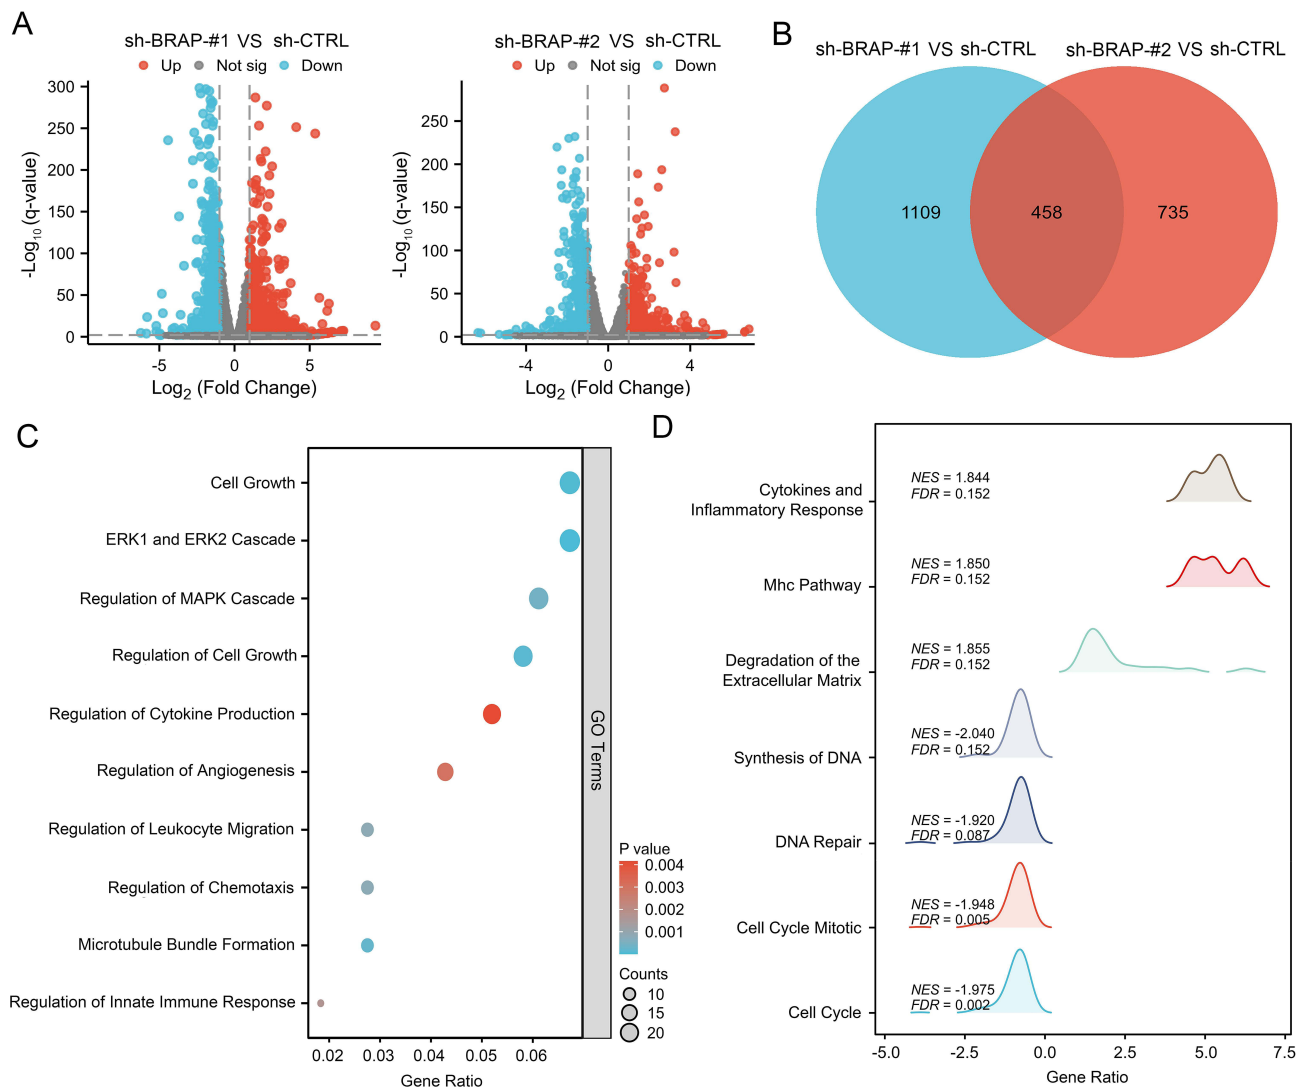 A
sh-BRAP-#1 VS sh-CTRL
Up Not sig Down
300
250
200
150
100
50
0
-Log10 (q-value)
-5 0 5
Log2 (Fold Change)
sh-BRAP-#2 VS sh-CTRL
Up Not sig Down
250
200
150
100
50
0
-Log10 (q-value)
-4 0 4
Log2 (Fold Change)
B
sh-BRAP-#1 VS sh-CTRL
sh-BRAP-#2 VS sh-CTRL
1109 458 735
C
Cell Growth
ERK1 and ERK2 Cascade
Regulation of MAPK Cascade
Regulation of Cell Growth
Regulation of Cytokine Production
Regulation of Angiogenesis
Regulation of Leukocyte Migration
Regulation of Chemotaxis
Microtubule Bundle Formation
Regulation of Innate Immune Response
0.02 0.03 0.04 0.05 0.06
Gene Ratio
GO Terms
P value
0.004
0.003
0.002
0.001
Counts
10
15
20
D
Cytokines and
Inflammatory Response
NES = 1.844
FDR = 0.152
Mhc Pathway
NES = 1.850
FDR = 0.152
Degradation of the
Extracellular Matrix
NES = 1.855
FDR = 0.152
Synthesis of DNA
NES = -2.040
FDR = 0.152
DNA Repair
NES = -1.920
FDR = 0.087
Cell Cycle Mitotic
NES = -1.948
FDR = 0.005
Cell Cycle
NES = -1.975
FDR = 0.002
-5.0 -2.5 0.0 2.5 5.0 7.5
Gene Ratio